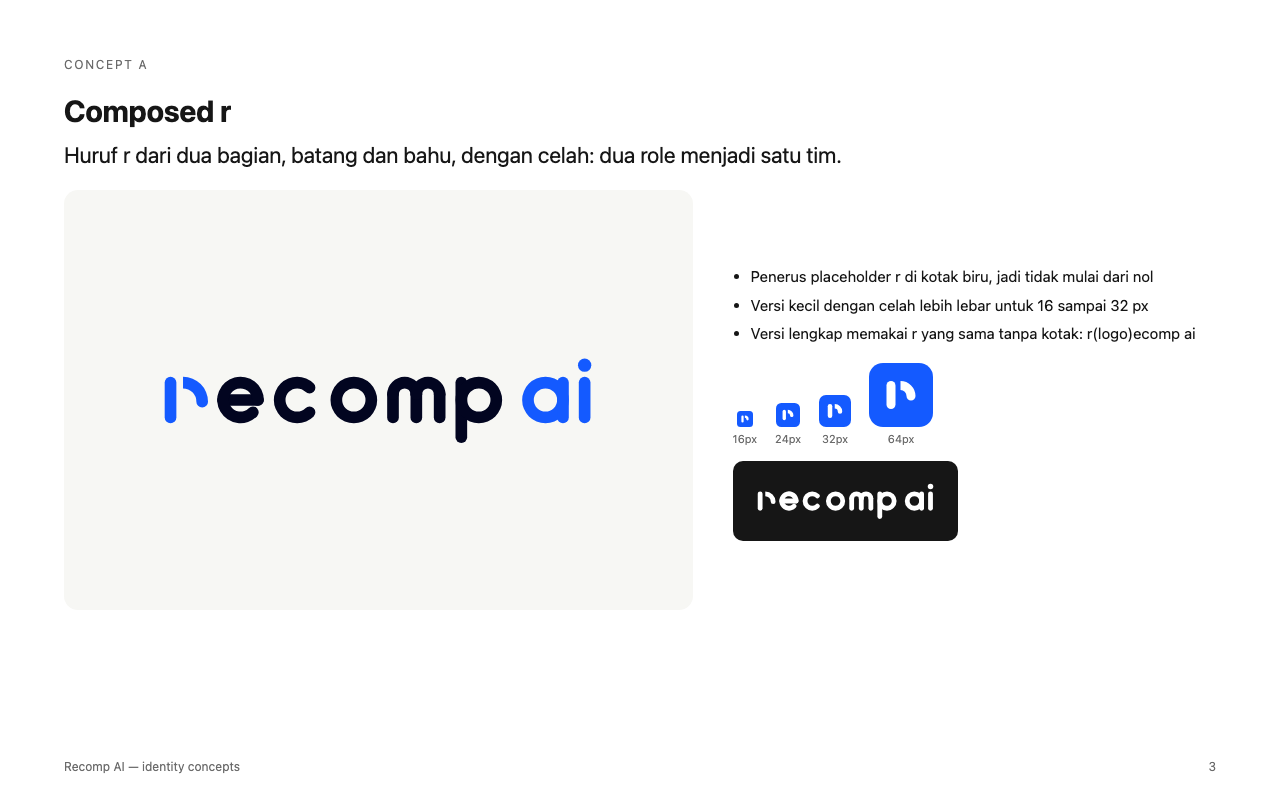 CONCEPT A
Composed r
Huruf r dari dua bagian, batang dan bahu, dengan celah: dua role menjadi satu tim.
recomp ai
• Penerus placeholder r di kotak biru, jadi tidak mulai dari nol
• Versi kecil dengan celah lebih lebar untuk 16 sampai 32 px
• Versi lengkap memakai r yang sama tanpa kotak: r(logo)ecomp ai
r r r r
16px 24px 32px 64px
recomp ai
Recomp AI — identity concepts 3